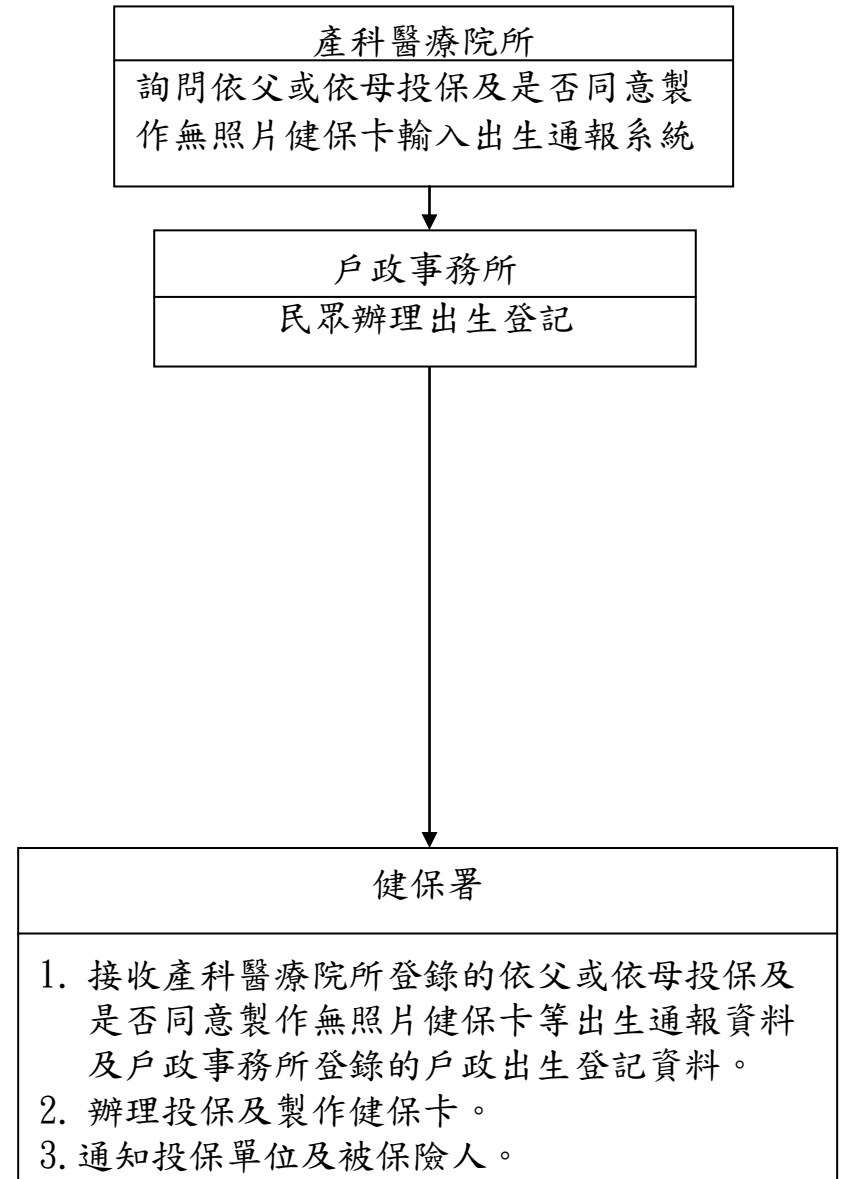 產科醫療院所
詢問依父或依母投保及是否同意製
作無照片健保卡輸入出生通報系統
戶政事務所
民眾辦理出生登記
健保署
1. 接收產科醫療院所登錄的依父或依母投保及
是否同意製作無照片健保卡等出生通報資料
及戶政事務所登錄的戶政出生登記資料。
2. 辦理投保及製作健保卡。
3.通知投保單位及被保險人。